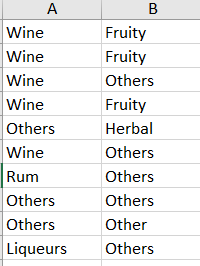 A B
Wine Fruity
Wine Fruity
Wine Others
Wine Fruity
Others Herbal
Wine Others
Rum Others
Others Others
Others Other
Liqueurs Others